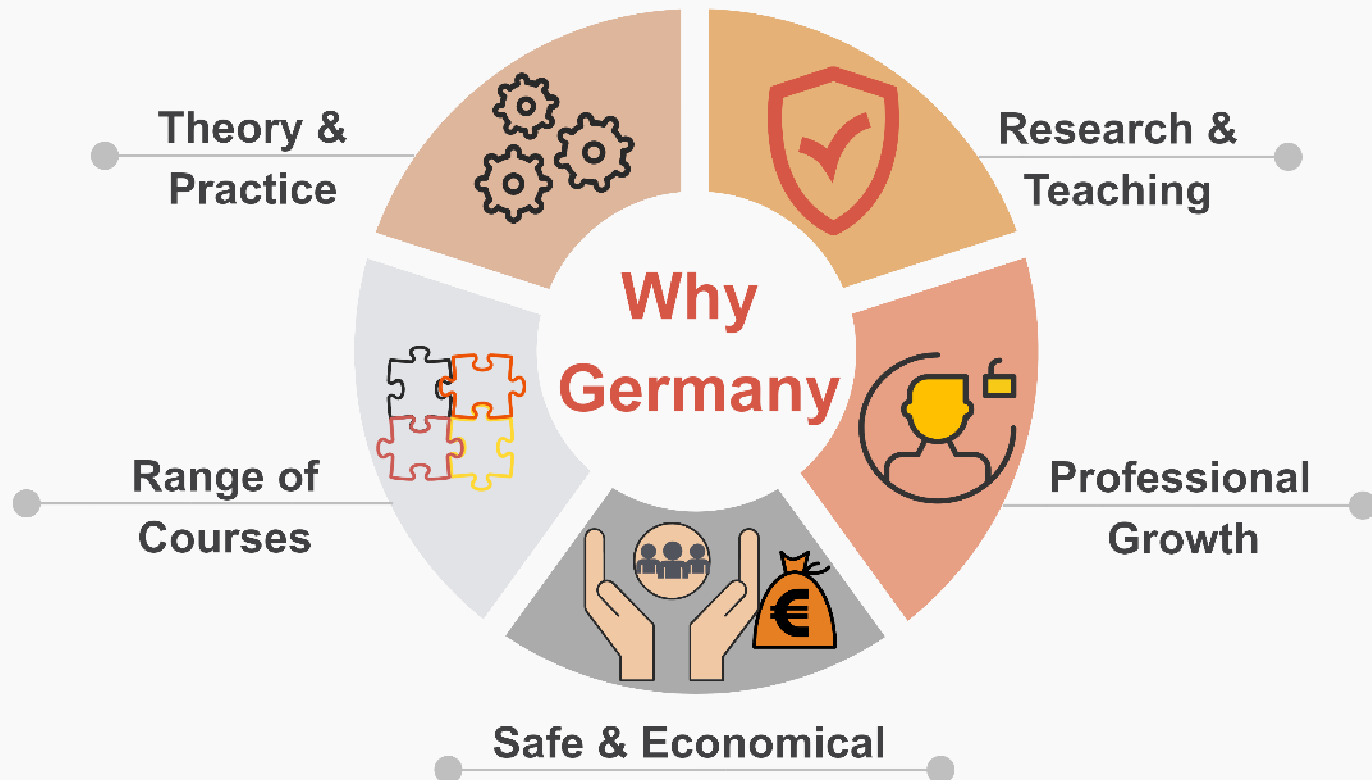 Theory &
Practice
Research &
Teaching
Why
Germany
Range of
Courses
Professional
Growth
€
Safe & Economical